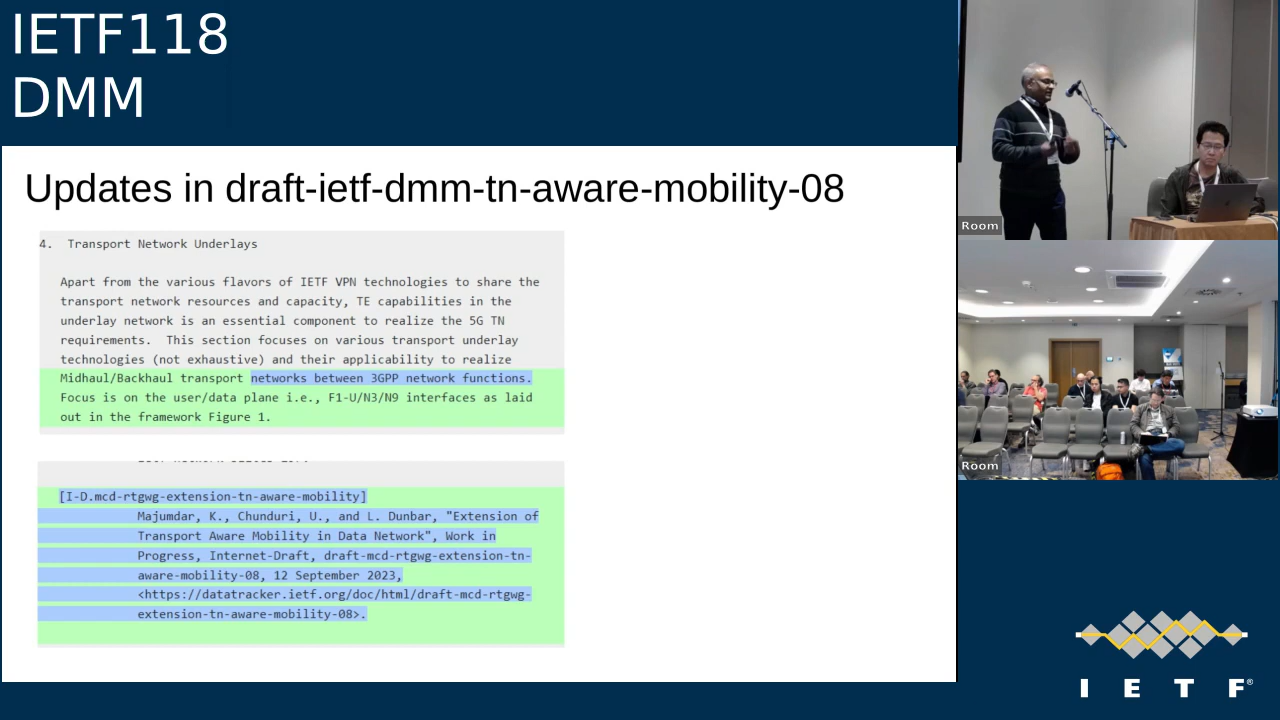 IETF118
DMM
Updates in draft-ietf-dmm-tn-aware-mobility-08
4.  Transport Network Underlays
Apart from the various flavors of IETF VPN technologies to share the
transport network resources and capacity, TE capabilities in the
underlay network is an essential component to realize the 5G TN
requirements.  This section focuses on various transport underlay
technologies (not exhaustive) and their applicability to realize
Midhaul/Backhaul transport networks between 3GPP network functions.
Focus is on the user/data plane i.e., F1-U/N3/N9 interfaces as laid
out in the framework Figure 1.
[I-D.mcd-rtgwg-extension-tn-aware-mobility]
Majumdar, K., Chunduri, U., and L. Dunbar, "Extension of
Transport Aware Mobility in Data Network", Work in
Progress, Internet-Draft, draft-mcd-rtgwg-extension-tn-
aware-mobility-08, 12 September 2023,
<https://datatracker.ietf.org/doc/html/draft-mcd-rtgwg-
extension-tn-aware-mobility-08>.
Room
Room
I E T F®